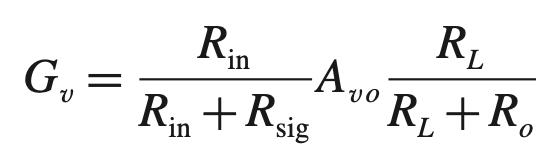 G_v = \frac{R_{in}}{R_{in} + R_{sig}} A_{vo} \frac{R_L}{R_L + R_o}